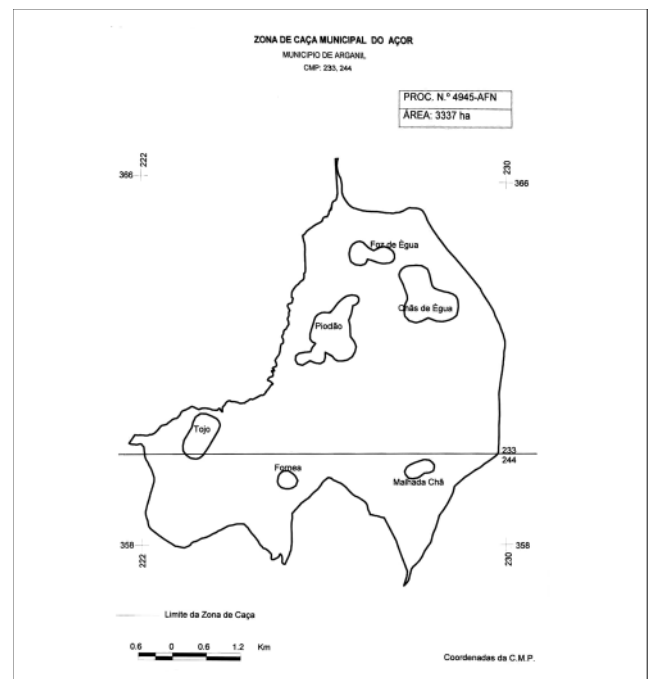 ZONA DE CAÇA MUNICIPAL DO AÇOR
MUNICIPIO DE ARGANIL
CMP: 233, 244
PROC. N.º 4945-AFN
ÁREA: 3337 ha
222
230
366
366
Foz de Égua
Chãs de Égua
Piodão
Tojo
233
244
Fornea
Malhada Chã
358
358
222
230
Limite da Zona de Caça
0.6 0 0.6 1.2 Km
Coordenadas da C.M.P.